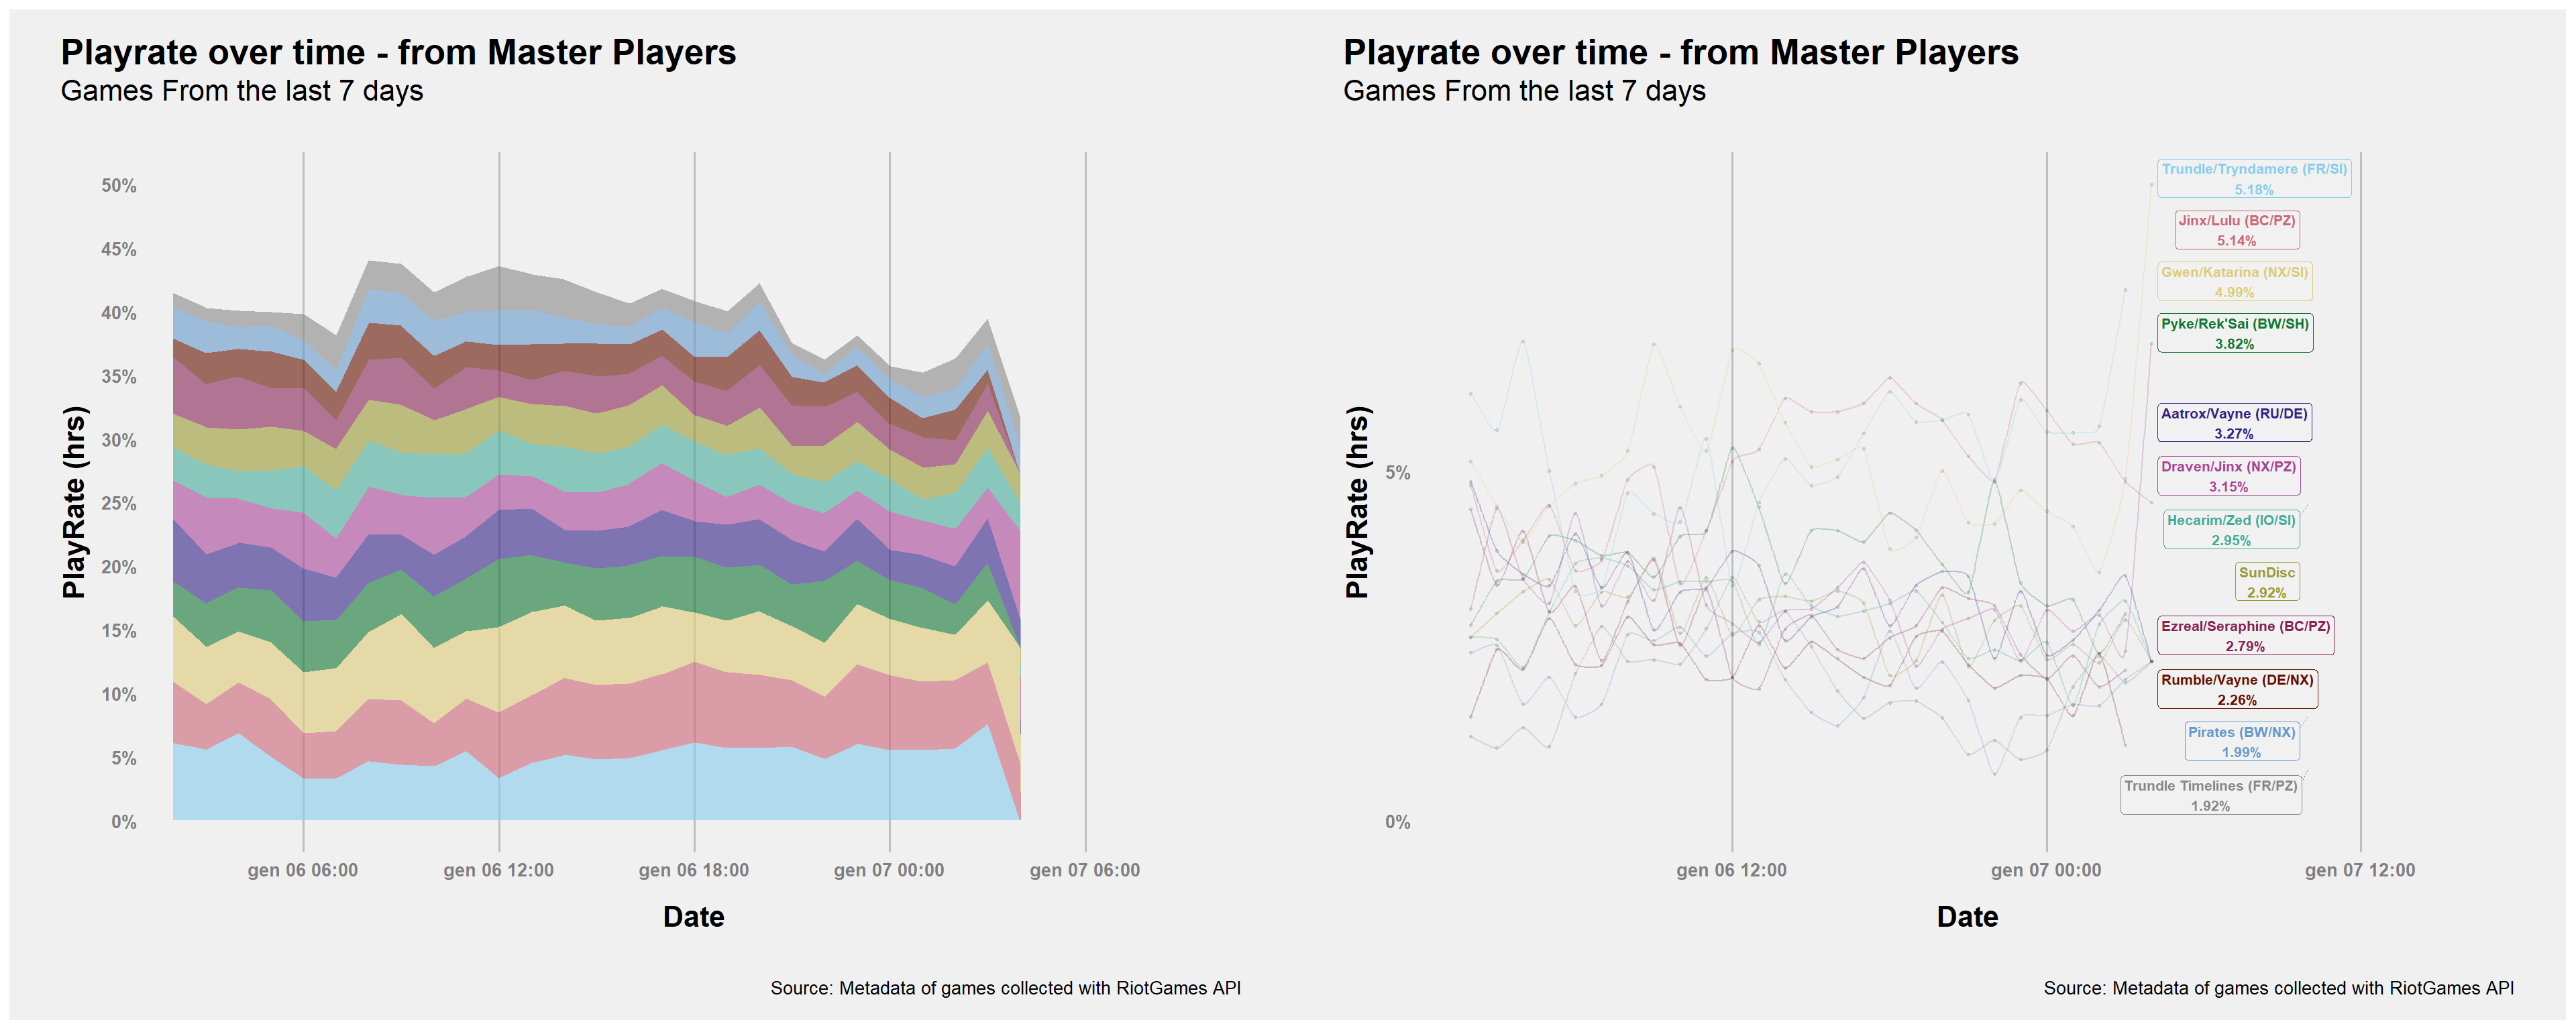 Playrate over time - from Master Players
Games From the last 7 days
PlayRate (hrs)
50%
45%
40%
35%
30%
25%
20%
15%
10%
5%
0%
gen 06 06:00
gen 06 12:00
gen 06 18:00
gen 07 00:00
gen 07 06:00
Date
Source: Metadata of games collected with RiotGames API
Playrate over time - from Master Players
Games From the last 7 days
PlayRate (hrs)
5%
0%
Trundle/Tryndamere (FR/SI)
5.18%
Jinx/Lulu (BC/PZ)
5.14%
Gwen/Katarina (NX/SI)
4.99%
Pyke/Rek'Sai (BW/SH)
3.82%
Aatrox/Vayne (RU/DE)
3.27%
Draven/Jinx (NX/PZ)
3.15%
Hecarim/Zed (IO/SI)
2.95%
SunDisc
2.92%
Ezreal/Seraphine (BC/PZ)
2.79%
Rumble/Vayne (DE/NX)
2.26%
Pirates (BW/NX)
1.99%
Trundle Timelines (FR/PZ)
1.92%
gen 06 12:00
gen 07 00:00
gen 07 12:00
Date
Source: Metadata of games collected with RiotGames API